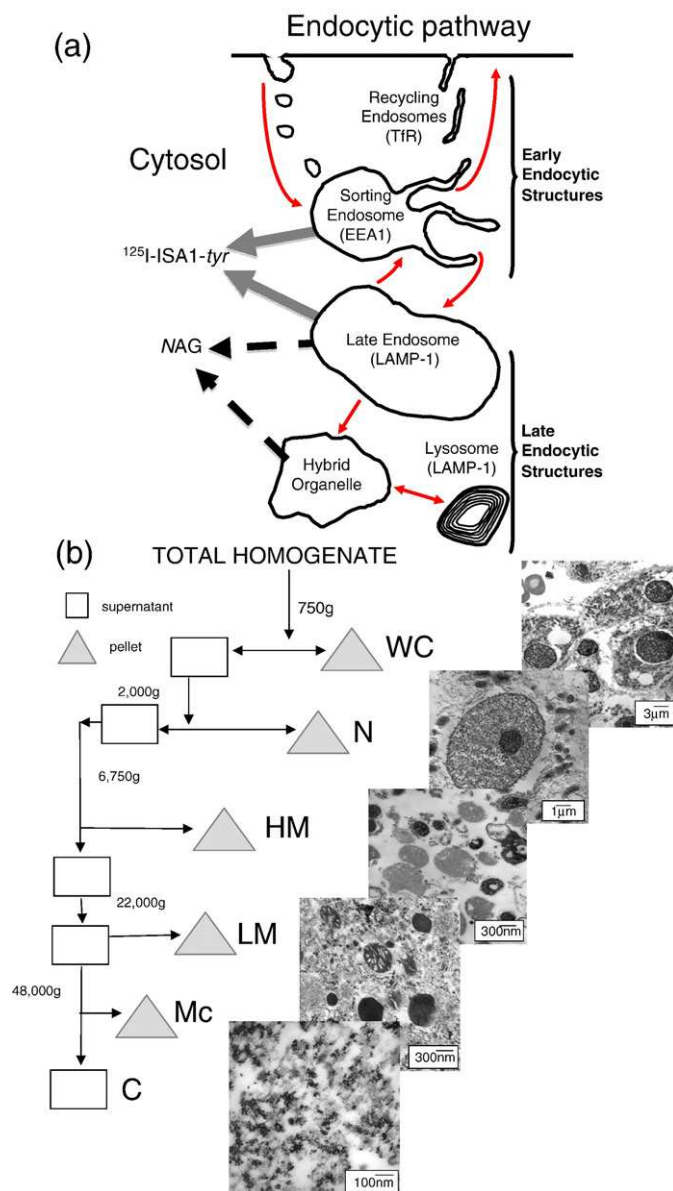 Endocytic pathway
(a)
Recycling
Endosomes
(TfR)
Cytosol
Early
Endocytic
Structures
Sorting
Endosome
(EEA1)
¹²⁵I-ISA1-tyr
NAG
Late Endosome
(LAMP-1)
Late
Endocytic
Structures
Lysosome
(LAMP-1)
Hybrid
Organelle
(b)
TOTAL HOMOGENATE
supernatant
750g
pellet
WC
2,000g
3μm
N
6,750g
1μm
HM
22,000g
300nm
LM
48,000g
300nm
Mc
C
100nm